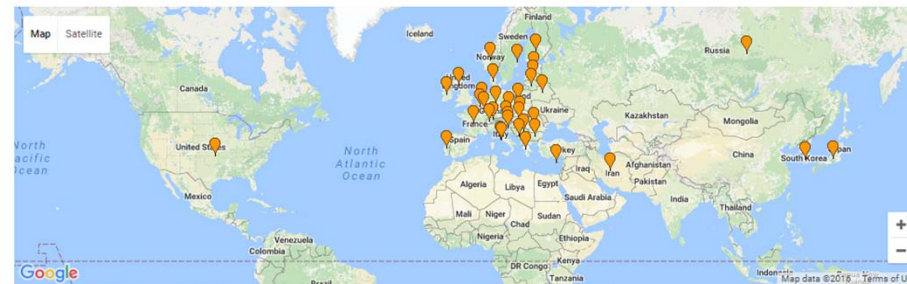 Map Satellite
Iceland
Finland
Sweden
Norway
Russia
Canada
United
Kingdom
Ukraine
Kazakhstan
Mongolia
France
Spain
Italy
North
Pacific
Ocean
United States
North
Atlantic
Ocean
China
South Korea
Japan
Iraq
Iran
Afghanistan
Pakistan
Mexico
Algeria
Libya
Egypt
Saudi Arabia
India
Thailand
Mali
Niger
Chad
Sudan
Nigeria
Ethiopia
Venezuela
Colombia
DR Congo
Kenya
Tanzania
Brazil
+
−
Google
Map data ©2016 Terms of U